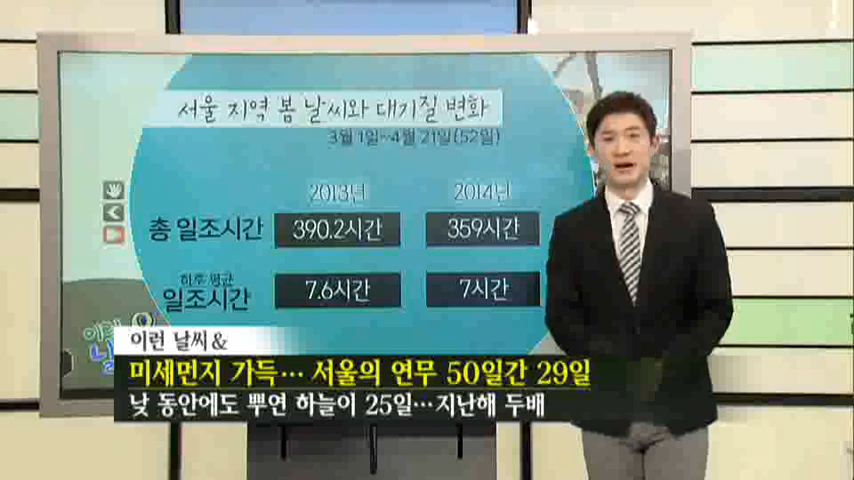 서울 지역 봄 날씨와 대기질 변화
3월 1일~4월 21일(52일)
2013년 2014년
총 일조시간 390.2시간 359시간
하루 평균
일조시간 7.6시간 7시간
이런 날씨&
미세먼지 가득… 서울의 연무 50일간 29일
낮 동안에도 뿌연 하늘이 25일…지난해 두배